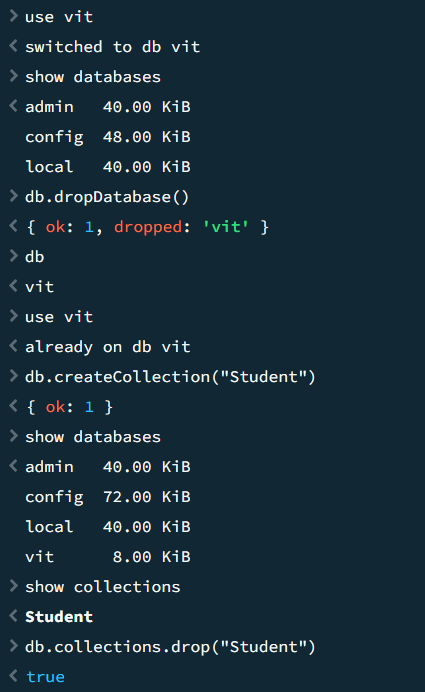 > use vit
< switched to db vit
> show databases
< admin   40.00 KiB
config  48.00 KiB
local   40.00 KiB
> db.dropDatabase()
< { ok: 1, dropped: 'vit' }
> db
< vit
> use vit
< already on db vit
> db.createCollection("Student")
< { ok: 1 }
> show databases
< admin   40.00 KiB
config  72.00 KiB
local   40.00 KiB
vit      8.00 KiB
> show collections
< Student
> db.collections.drop("Student")
< true